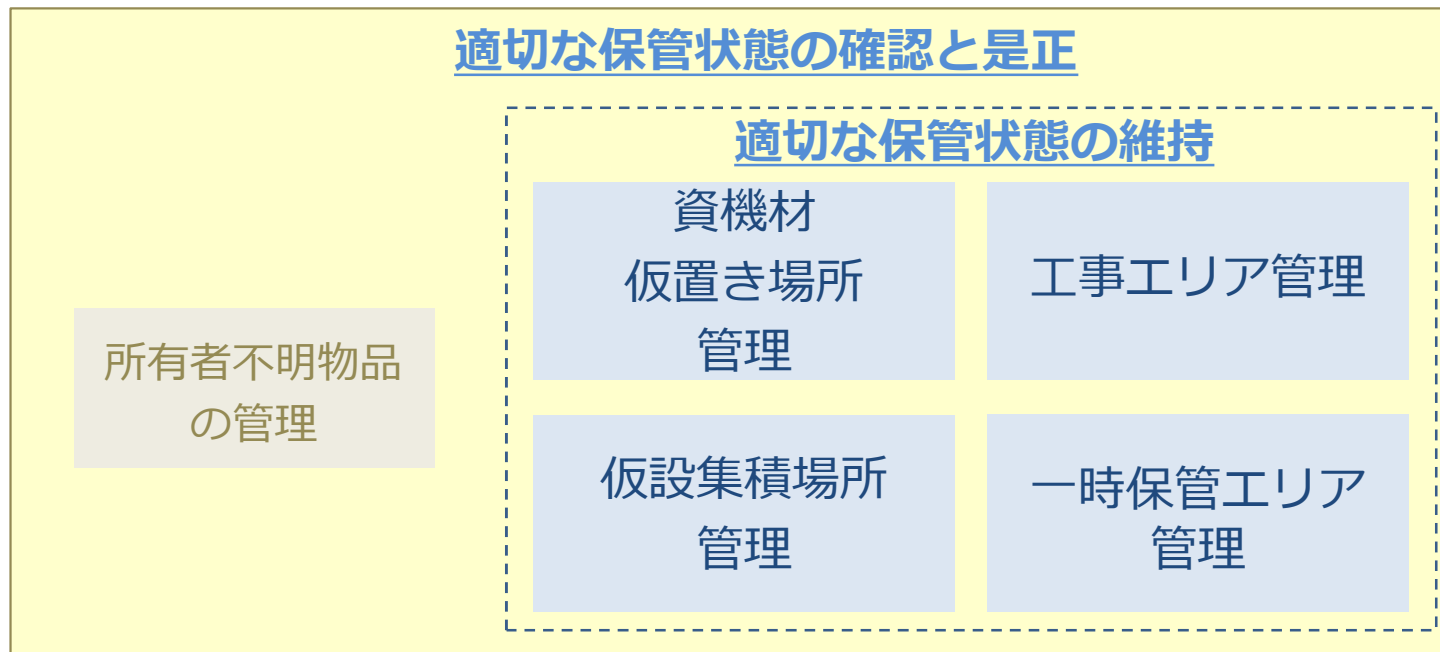 適切な保管状態の確認と是正
適切な保管状態の維持
資機材
仮置き場所
管理
工事エリア管理
所有者不明物品
の管理
仮設集積場所
管理
一時保管エリア
管理